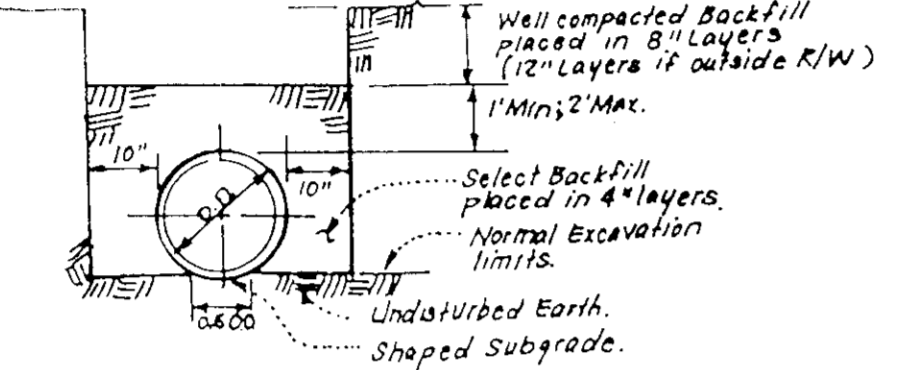 Well compacted Backfill
placed in 8" Layers
(12" Layers if outside R/W)
1' Min; 2' Max.
10"
10"
O.D.
Select Backfill
placed in 4" layers.
Normal Excavation
limits.
Undisturbed Earth.
Shaped Subgrade.